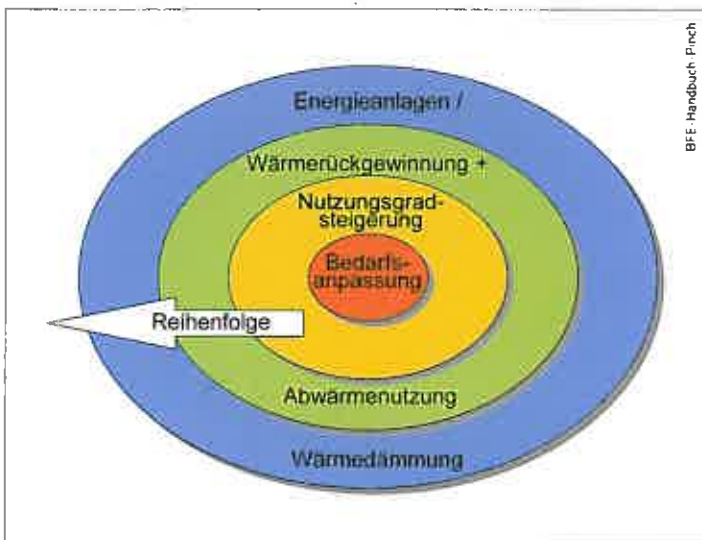 Energieanlagen /
Wärmerückgewinnung +
Nutzungsgrad-
steigerung
Bedarfs-
anpassung
Reihenfolge
Abwärmenutzung
Wärmedämmung
BFE-Handbuch Pinch